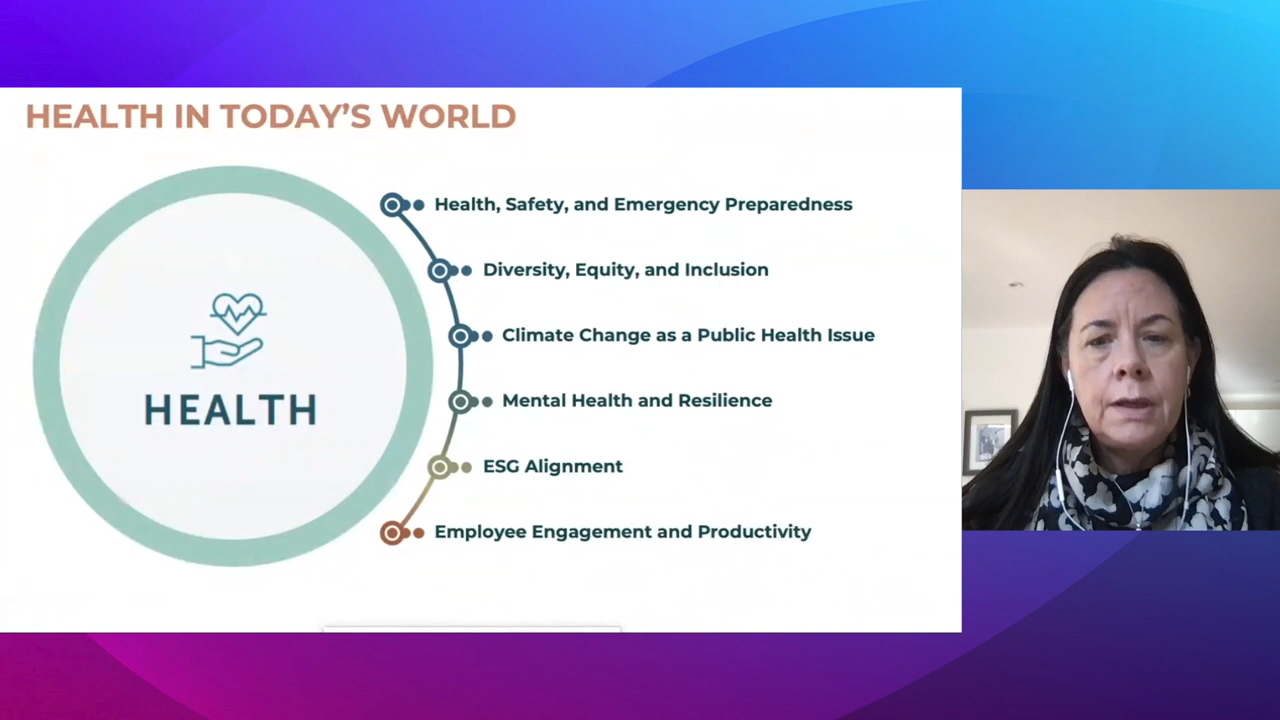 HEALTH IN TODAY’S WORLD
HEALTH
Health, Safety, and Emergency Preparedness
Diversity, Equity, and Inclusion
Climate Change as a Public Health Issue
Mental Health and Resilience
ESG Alignment
Employee Engagement and Productivity